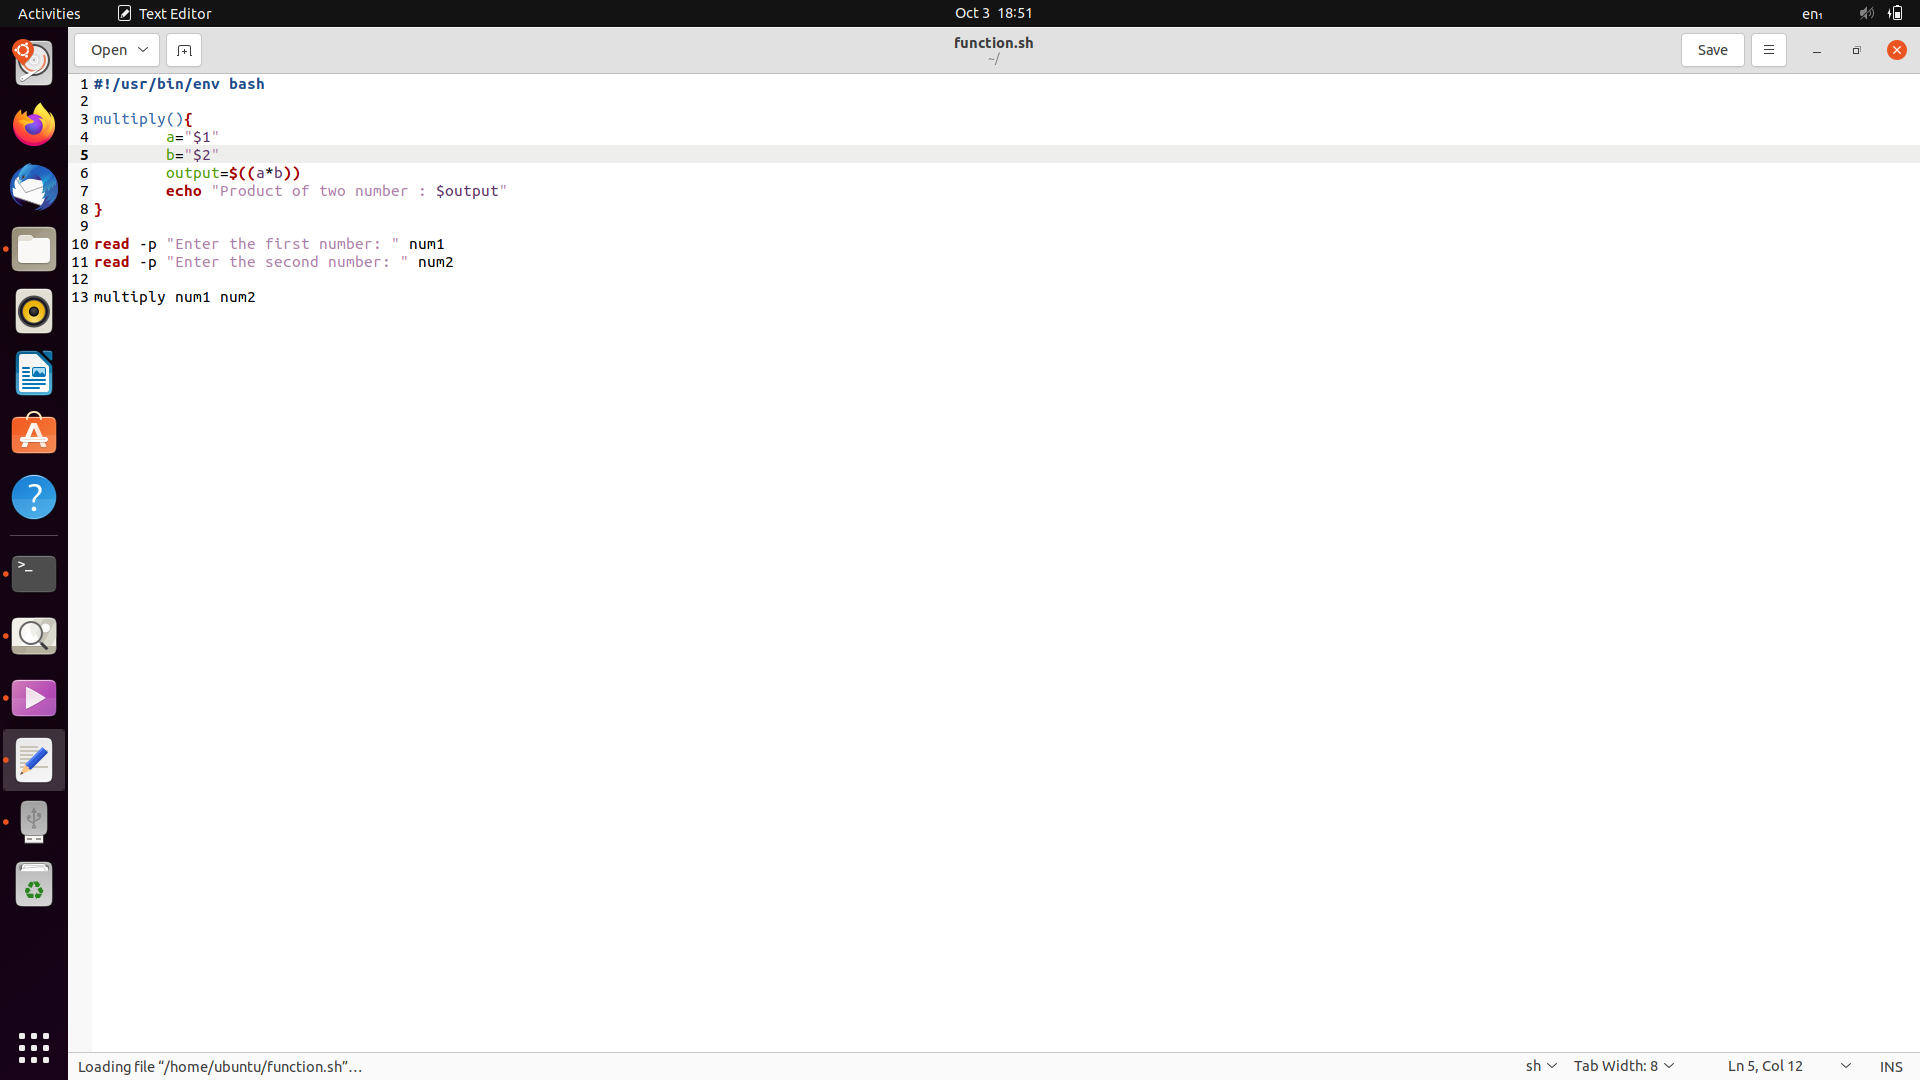 Activities Text Editor Oct 3 18:51 en₁
Open function.sh Save
~/
1 #!/usr/bin/env bash
2
3 multiply(){
4 a="$1"
5 b="$2"
6 output=$((a*b))
7 echo "Product of two number : $output"
8 }
9
10 read -p "Enter the first number: " num1
11 read -p "Enter the second number: " num2
12
13 multiply num1 num2
>_
Loading file “/home/ubuntu/function.sh”… sh Tab Width: 8 Ln 5, Col 12 INS